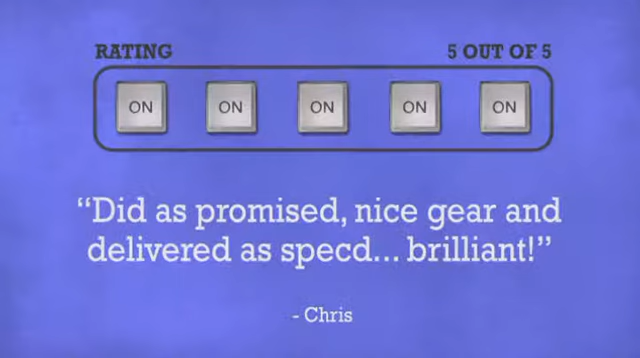 RATING 5 OUT OF 5
ON ON ON ON ON
“Did as promised, nice gear and
delivered as specd... brilliant!”
- Chris